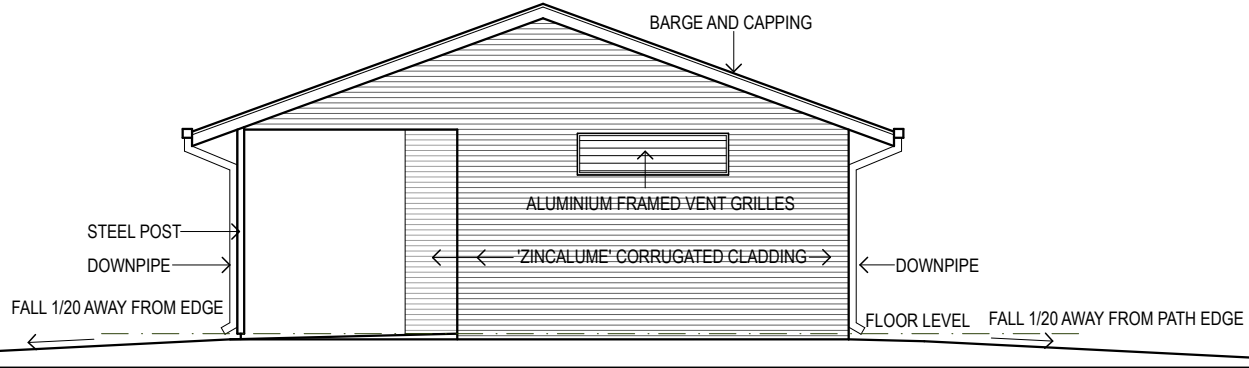 BARGE AND CAPPING
ALUMINIUM FRAMED VENT GRILLES
STEEL POST
'ZINCALUME' CORRUGATED CLADDING
DOWNPIPE
DOWNPIPE
FALL 1/20 AWAY FROM EDGE
FLOOR LEVEL
FALL 1/20 AWAY FROM PATH EDGE